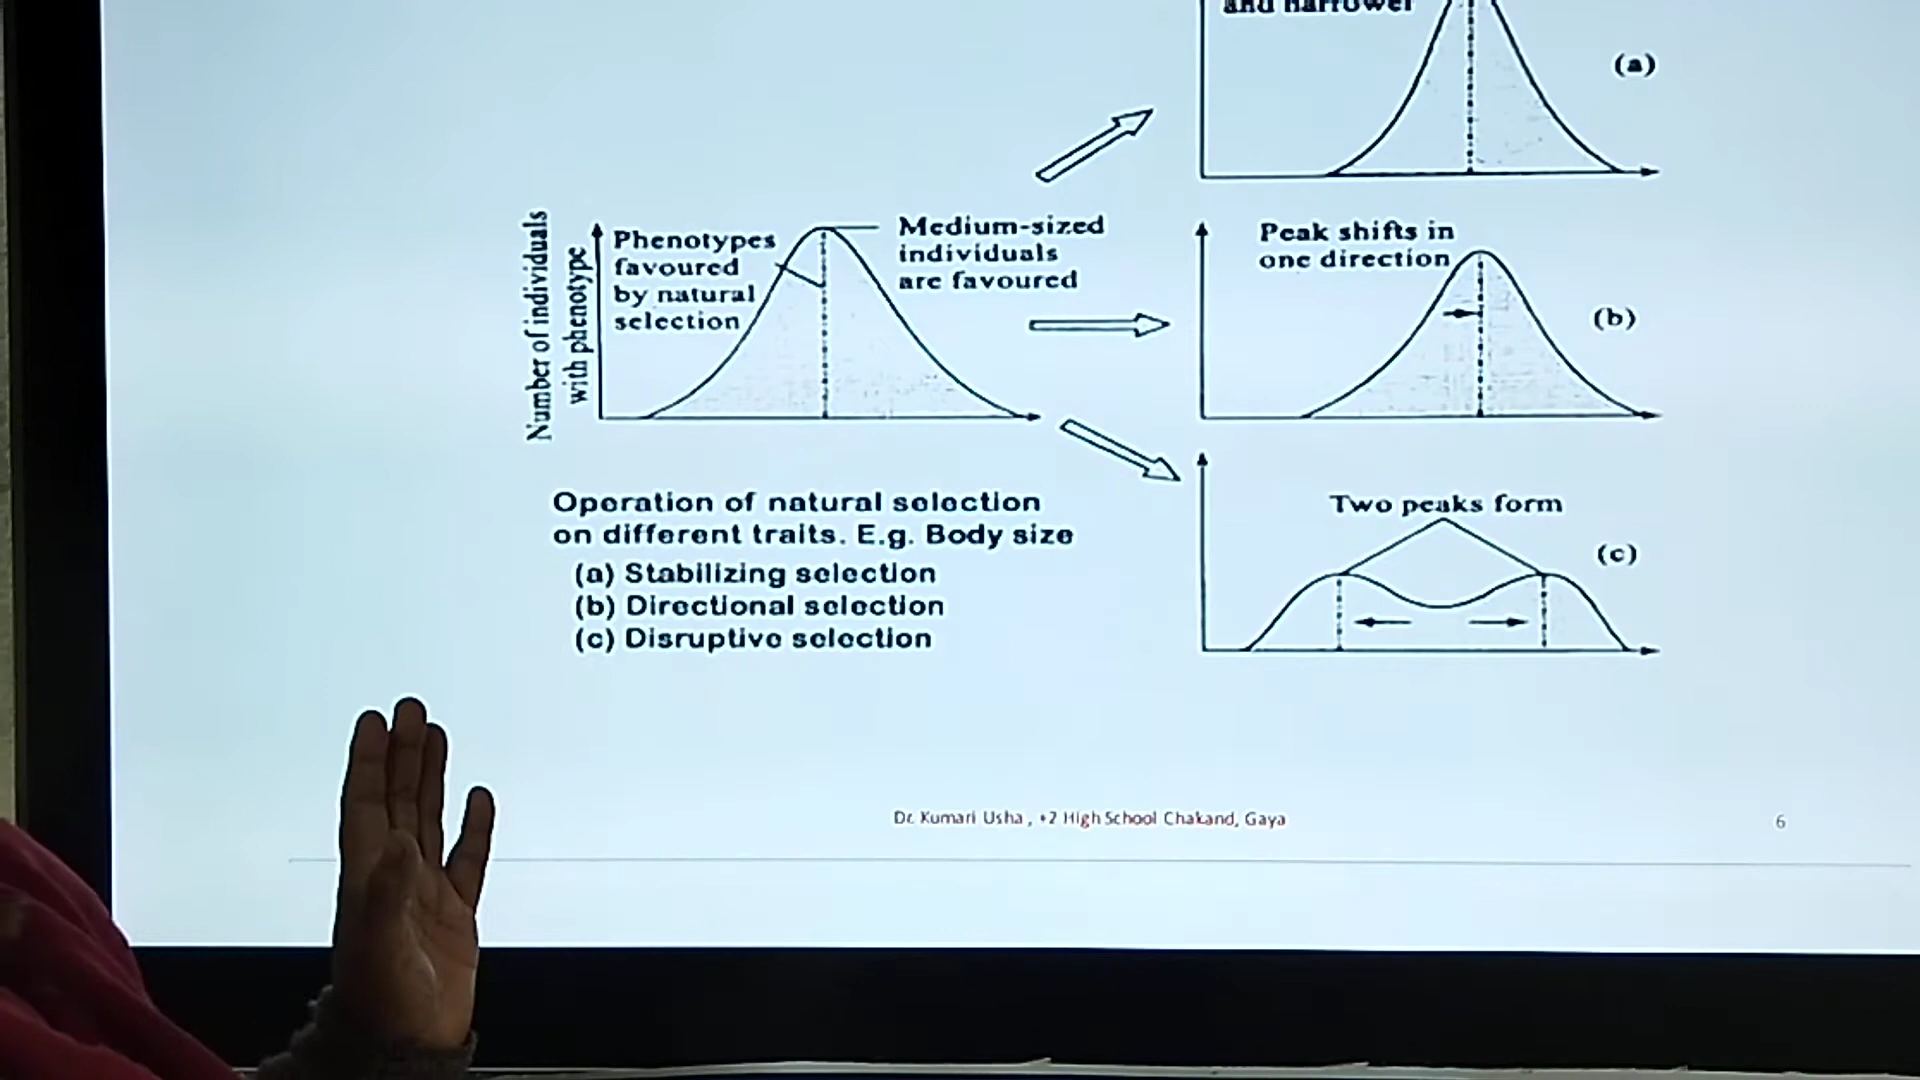 and narrower
(a)
Number of individuals
with phenotype
Phenotypes
favoured
by natural
selection
Medium-sized
individuals
are favoured
Peak shifts in
one direction
(b)
Operation of natural selection
on different traits. E.g. Body size
(a) Stabilizing selection
(b) Directional selection
(c) Disruptive selection
Two peaks form
(c)
Dr. Kumari Usha , +2 High School Chakand, Gaya
6